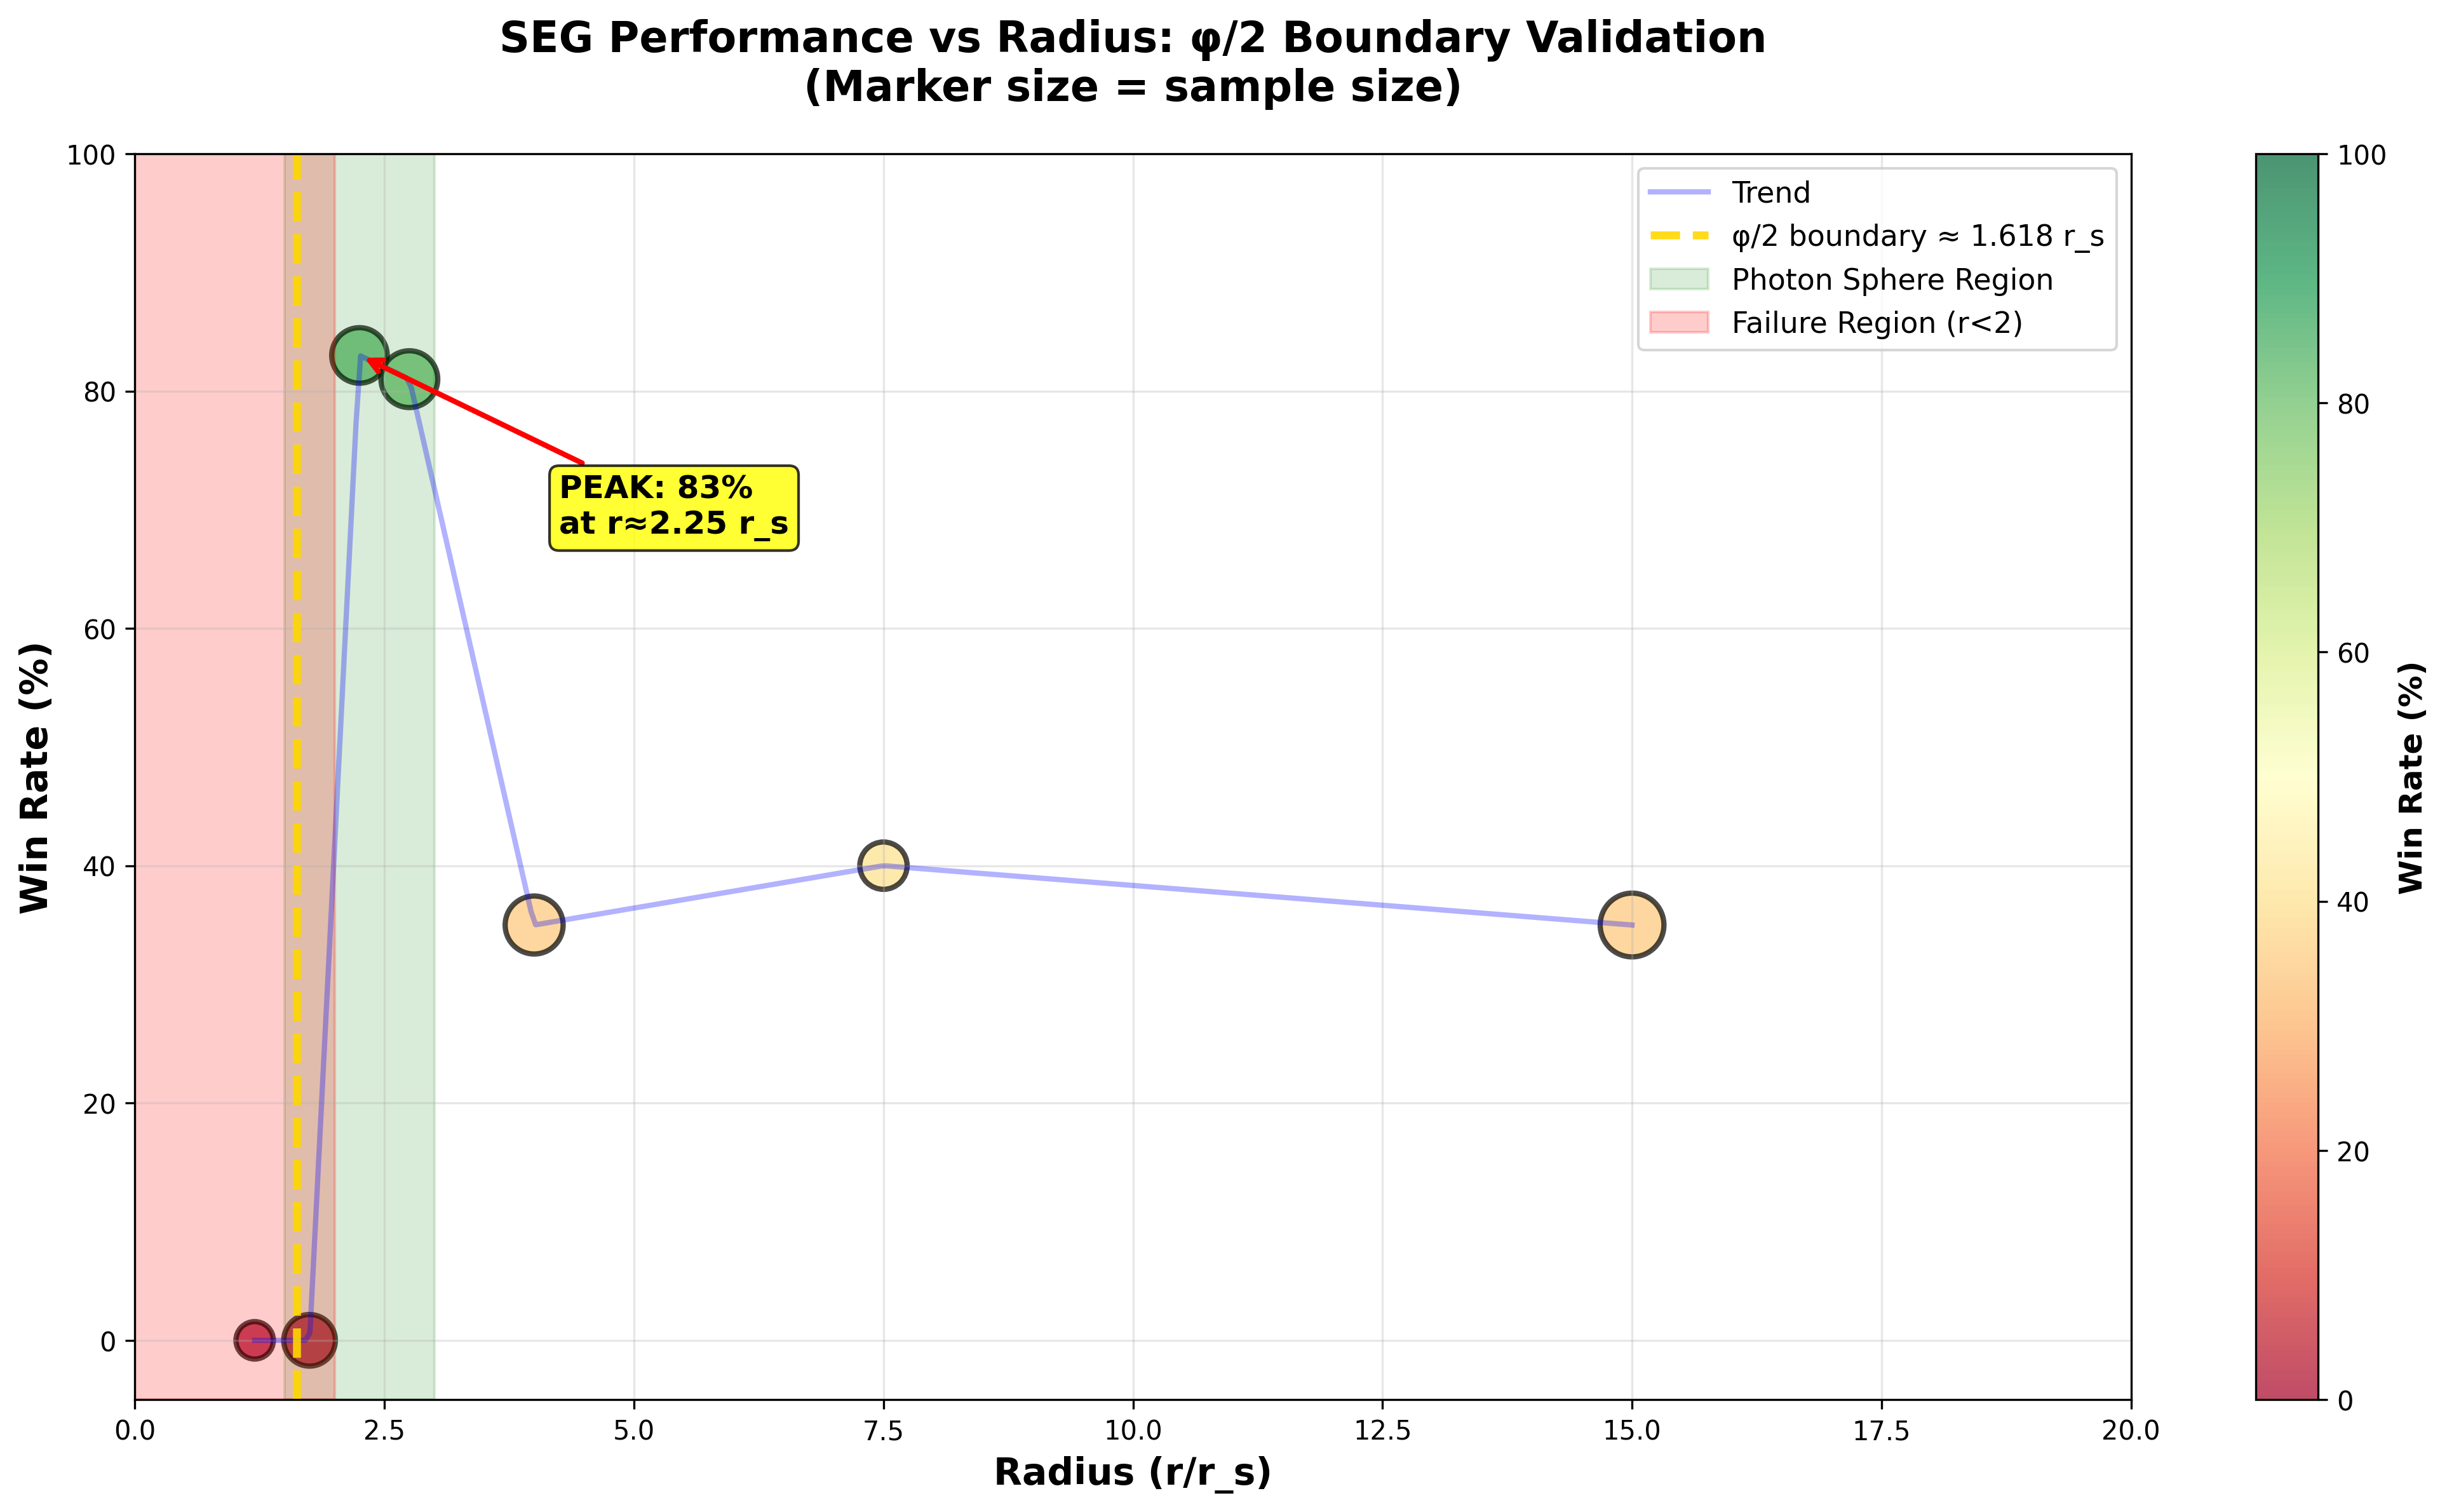 SEG Performance vs Radius: φ/2 Boundary Validation
(Marker size = sample size)
Trend
φ/2 boundary ≈ 1.618 r_s
Photon Sphere Region
Failure Region (r<2)
PEAK: 83%
at r≈2.25 r_s
Win Rate (%)
100
80
60
40
20
0
0.0 2.5 5.0 7.5 10.0 12.5 15.0 17.5 20.0
Radius (r/r_s)
100
80
60
40
20
0
Win Rate (%)